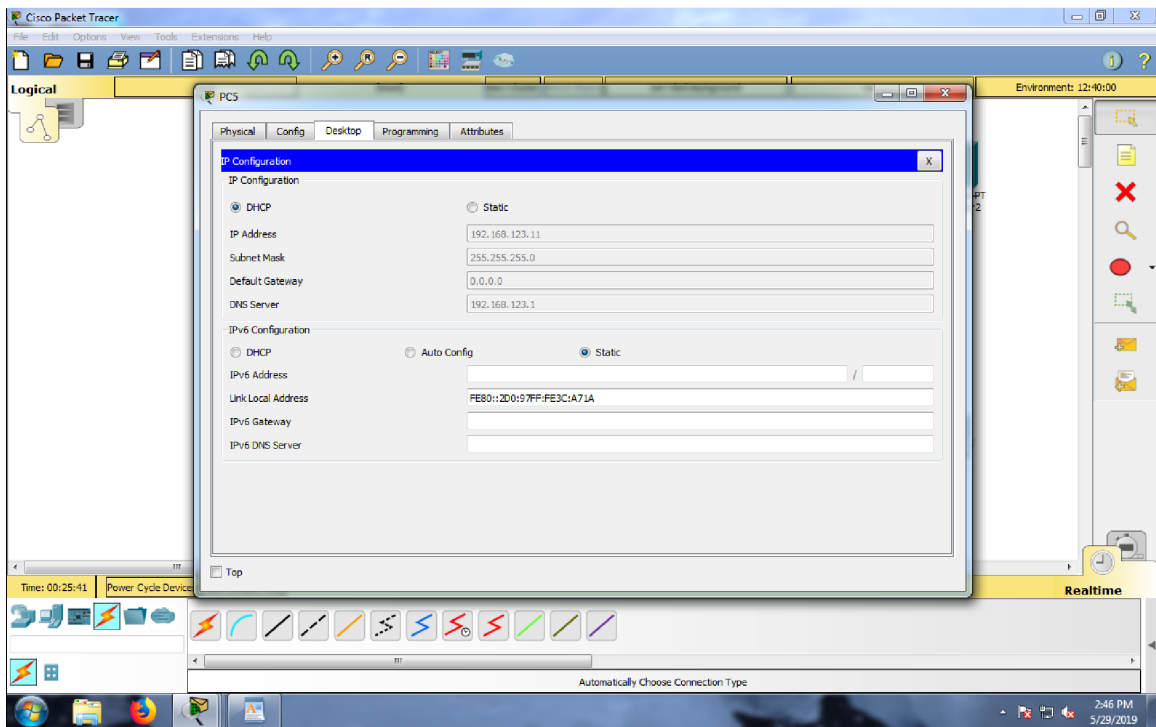 Cisco Packet Tracer
File Edit Options View Tools Extensions Help
Logical
Environment: 12:40:00
PC5
Physical Config Desktop Programming Attributes
IP Configuration
X
IP Configuration
DHCP Static
IP Address 192.168.123.11
Subnet Mask 255.255.255.0
Default Gateway 0.0.0.0
DNS Server 192.168.123.1
IPv6 Configuration
DHCP Auto Config Static
IPv6 Address /
Link Local Address FE80::2D0:97FF:FE3C:A71A
IPv6 Gateway
IPv6 DNS Server
Top
Time: 00:25:41 Power Cycle Device
Realtime
Automatically Choose Connection Type
2:46 PM
5/29/2019